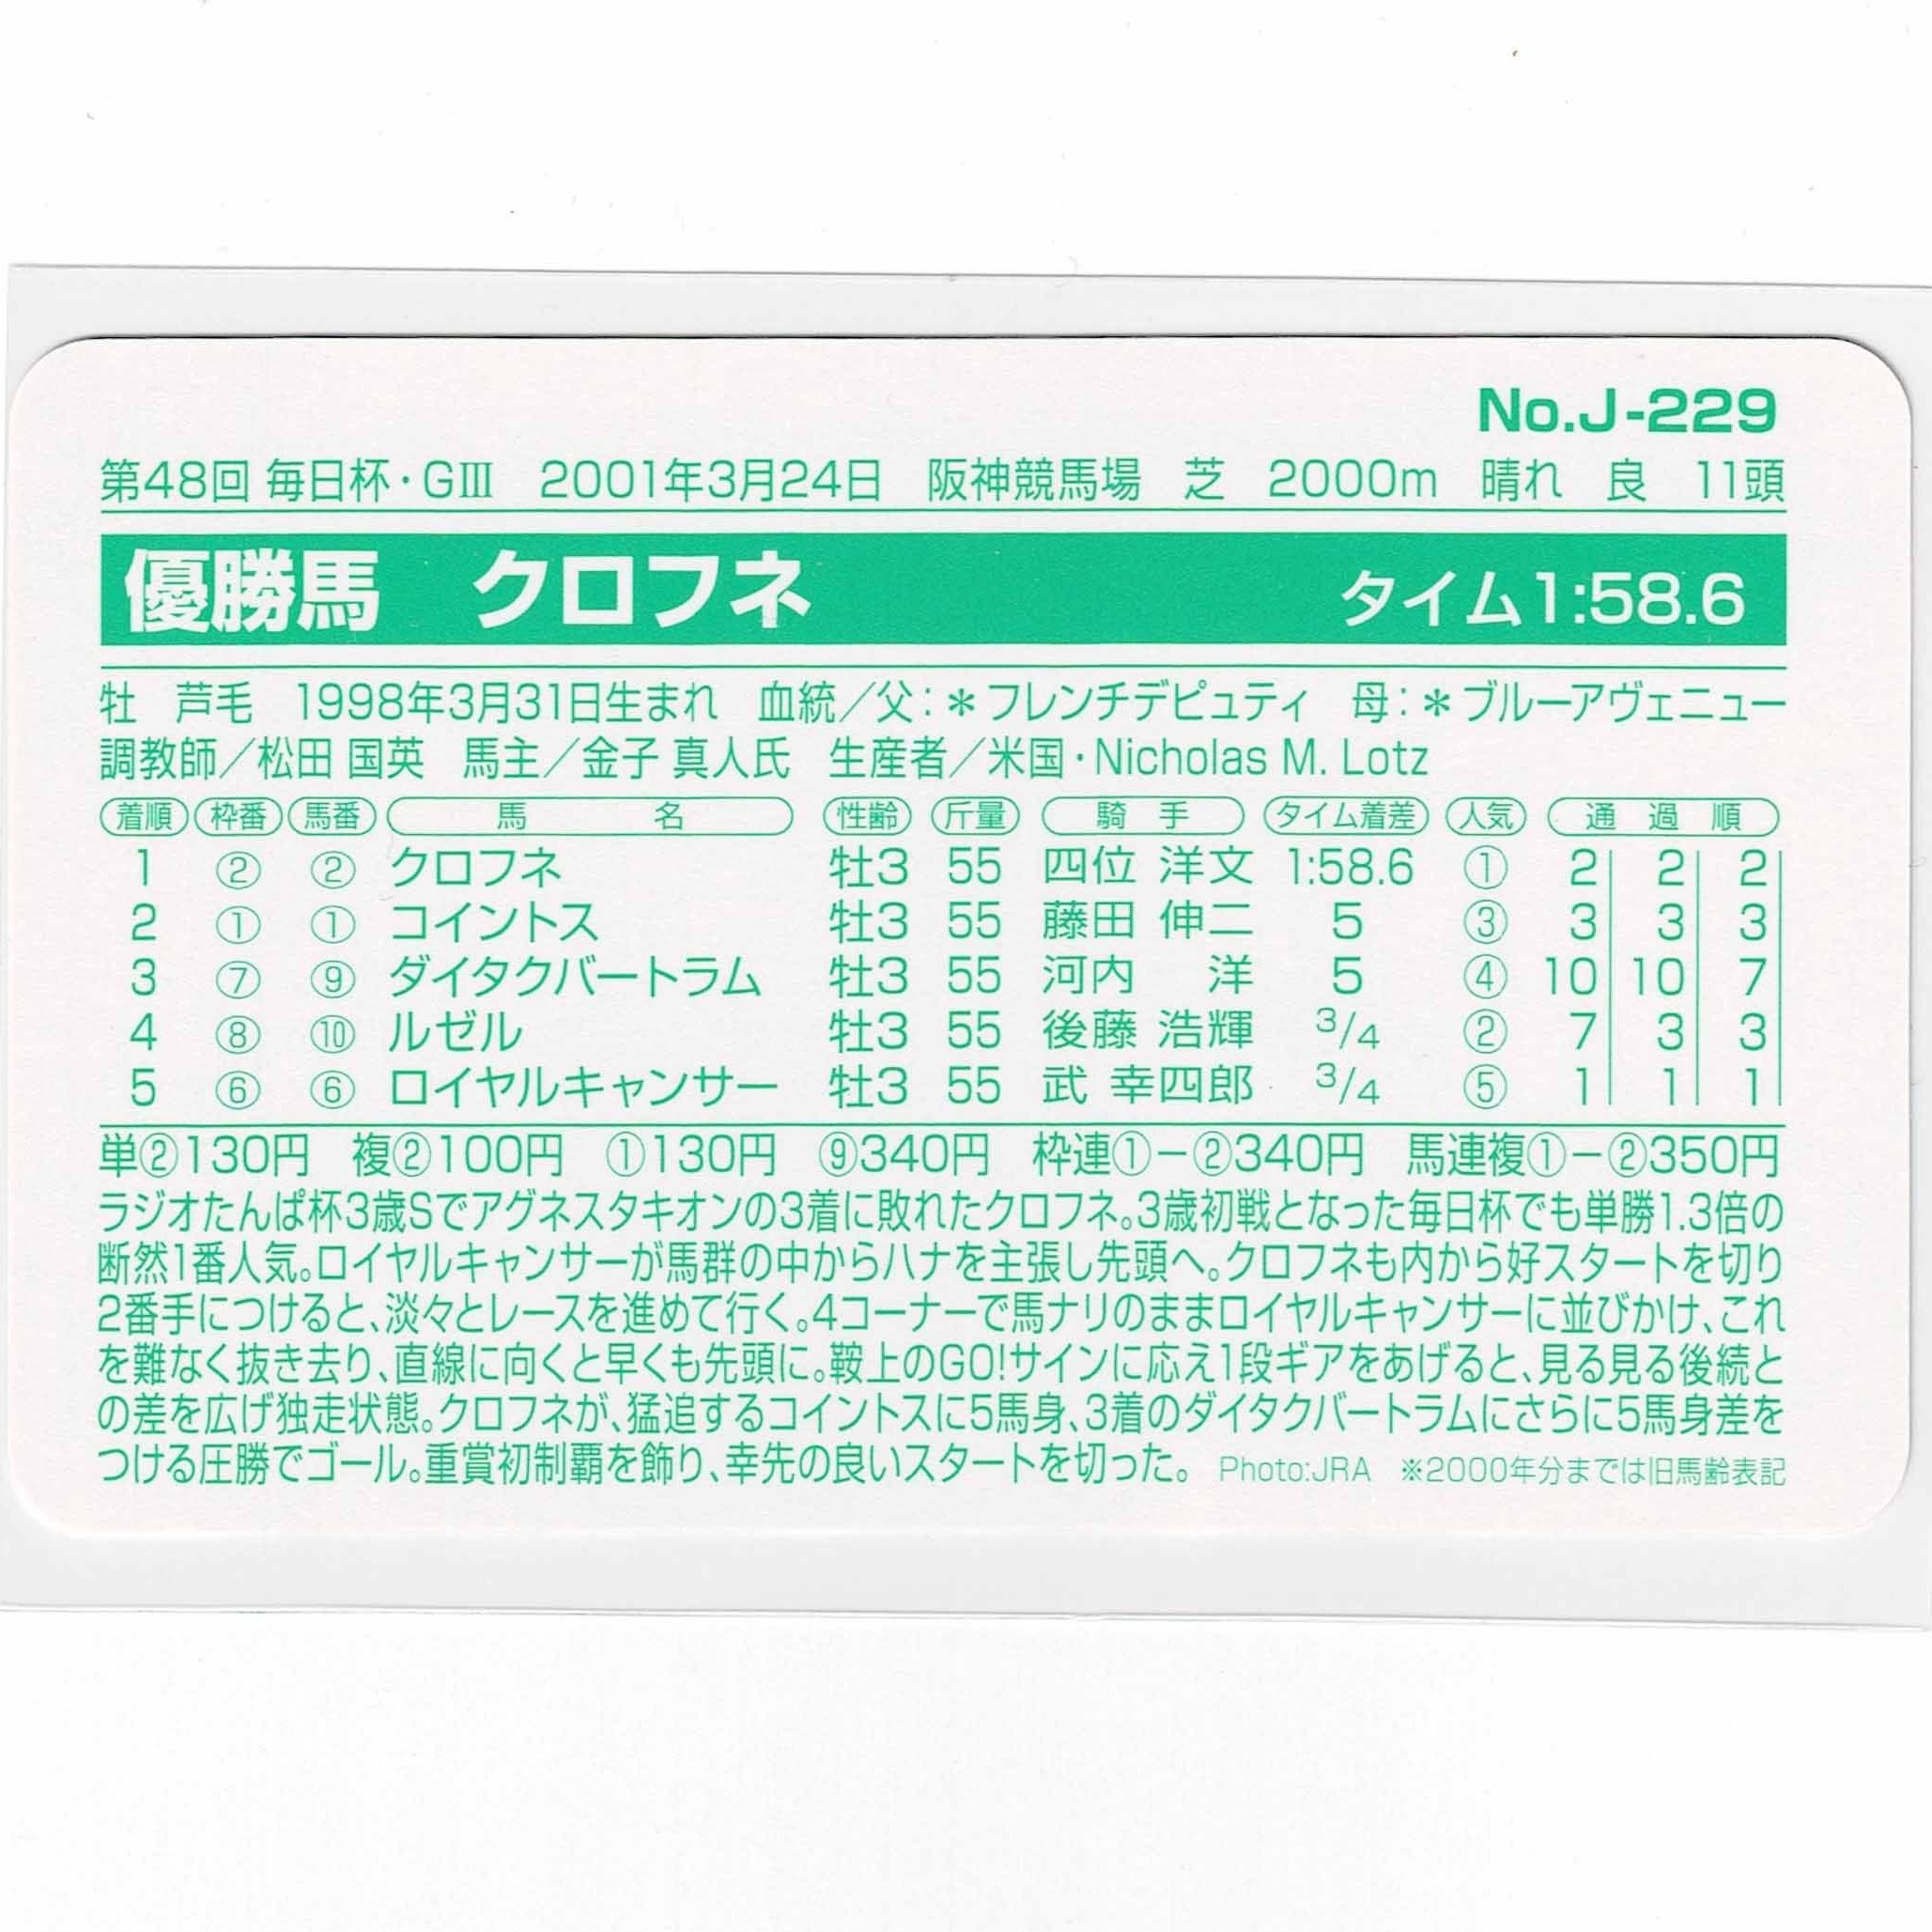 No.J-229
第48回 毎日杯・GⅢ 2001年3月24日 阪神競馬場 芝 2000m 晴れ 良 11頭
優勝馬 クロフネ タイム1:58.6
牡 芦毛 1998年3月31日生まれ 血統／父：＊フレンチデピュティ 母：＊ブルーアヴェニュー
調教師／松田 国英 馬主／金子 真人氏 生産者／米国・Nicholas M. Lotz
着順 枠番 馬番 馬名 性齢 斤量 騎手 タイム着差 人気 通過順
1 ② ② クロフネ 牡3 55 四位 洋文 1:58.6 ① 2 2 2
2 ① ① コイントス 牡3 55 藤田 伸二 5 ③ 3 3 3
3 ⑦ ⑨ ダイタクバートラム 牡3 55 河内 洋 5 ④ 10 10 7
4 ⑧ ⑩ ルゼル 牡3 55 後藤 浩輝 3/4 ② 7 3 3
5 ⑥ ⑥ ロイヤルキャンサー 牡3 55 武 幸四郎 3/4 ⑤ 1 1 1
単②130円 複②100円 ①130円 ⑨340円 枠連①－②340円 馬連複①－②350円
ラジオたんぱ杯3歳Sでアグネスタキオンの3着に敗れたクロフネ。3歳初戦となった毎日杯でも単勝1.3倍の
断然1番人気。ロイヤルキャンサーが馬群の中からハナを主張し先頭へ。クロフネも内から好スタートを切り
2番手につけると、淡々とレースを進めて行く。4コーナーで馬ナリのままロイヤルキャンサーに並びかけ、これ
を難なく抜き去り、直線に向くと早くも先頭に。鞍上のGO!サインに応え1段ギアをあげると、見る見る後続と
の差を広げ独走状態。クロフネが、猛追するコイントスに5馬身、3着のダイタクバートラムにさらに5馬身差を
つける圧勝でゴール。重賞初制覇を飾り、幸先の良いスタートを切った。 Photo:JRA ※2000年分までは旧馬齢表記